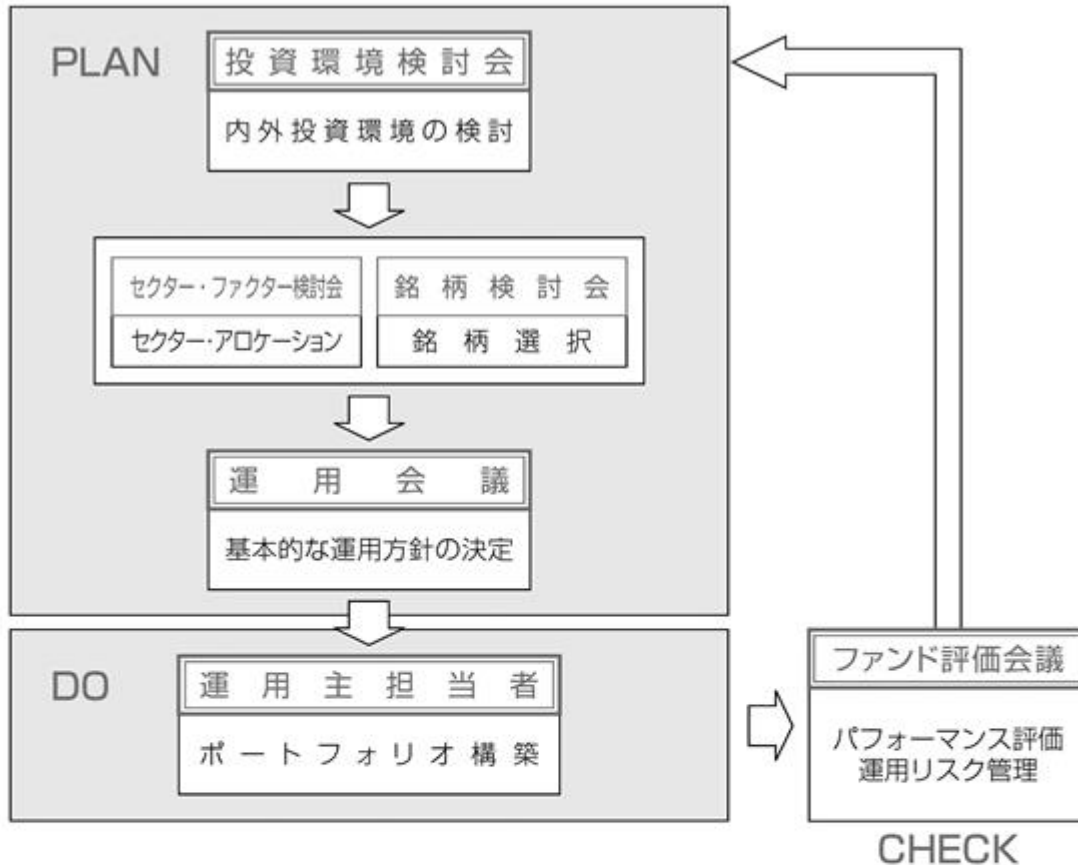 PLAN
投資環境検討会
内外投資環境の検討
セクター・ファクター検討会
セクター・アロケーション
銘柄検討会
銘柄選択
運用会議
基本的な運用方針の決定
DO
運用主担当者
ポートフォリオ構築
ファンド評価会議
パフォーマンス評価
運用リスク管理
CHECK